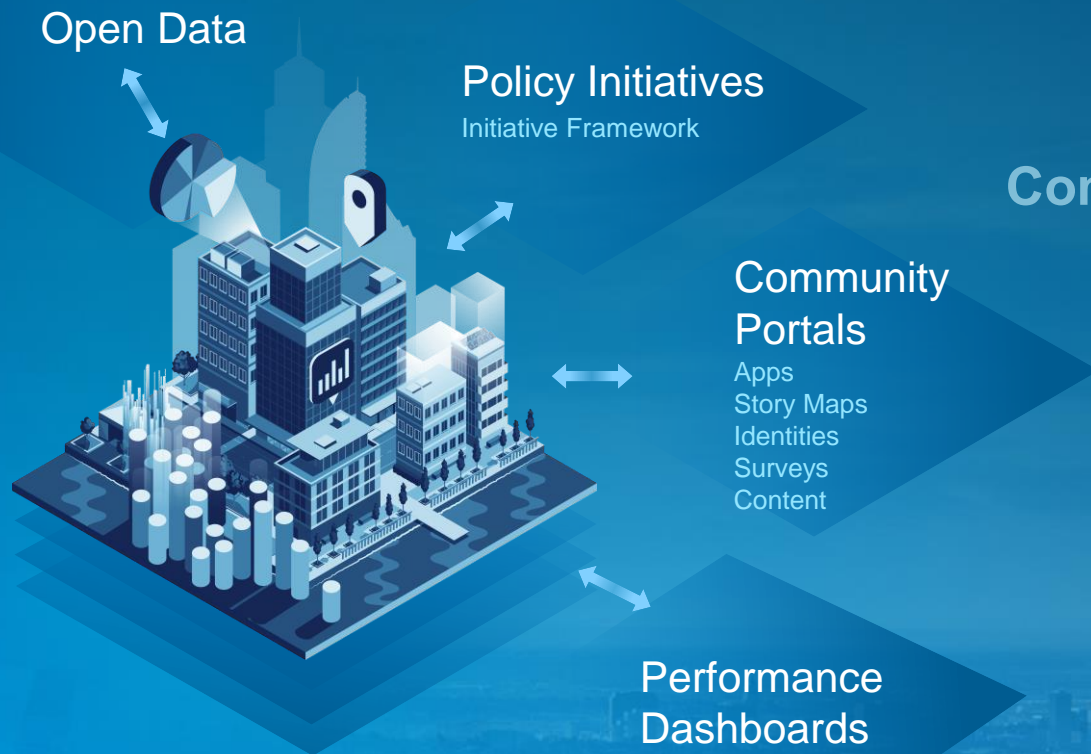 Open Data
Policy Initiatives
Initiative Framework
Community
Portals
Apps
Story Maps
Identities
Surveys
Content
Performance
Dashboards